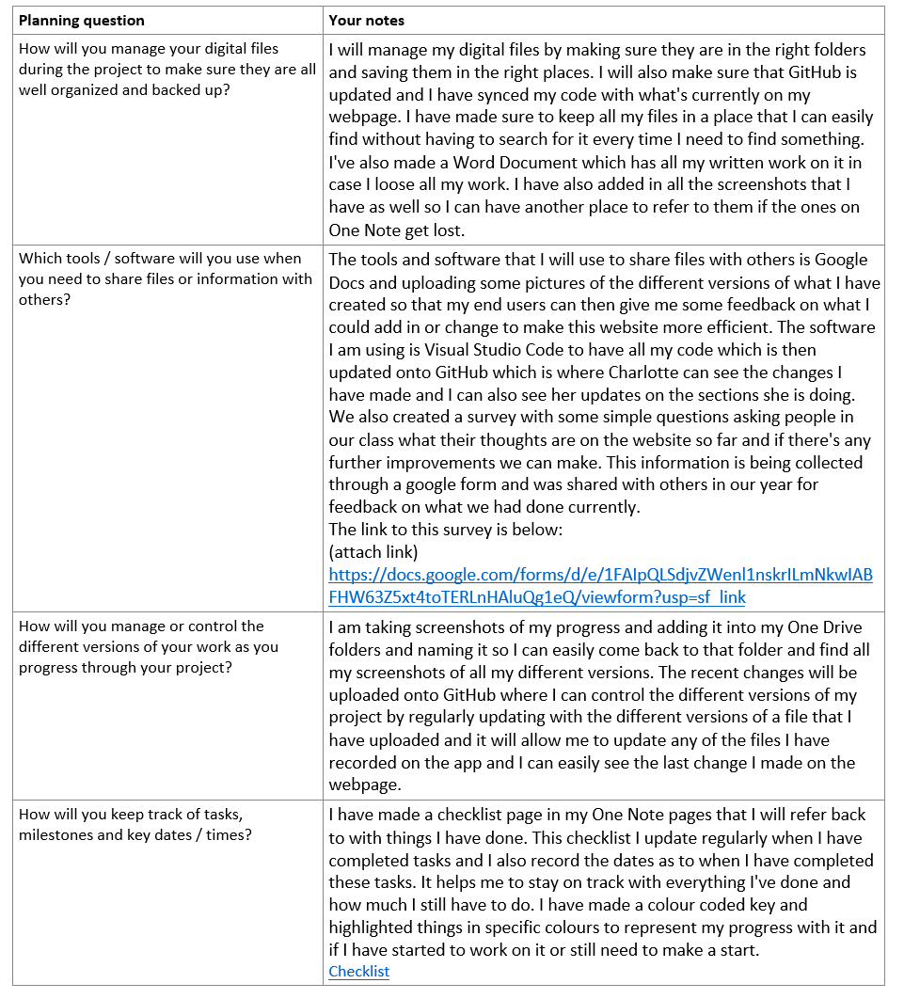 Planning question
Your notes
How will you manage your digital files
during the project to make sure they are all
well organized and backed up?
I will manage my digital files by making sure they are in the right folders
and saving them in the right places. I will also make sure that GitHub is
updated and I have synced my code with what's currently on my
webpage. I have made sure to keep all my files in a place that I can easily
find without having to search for it every time I need to find something.
I've also made a Word Document which has all my written work on it in
case I loose all my work. I have also added in all the screenshots that I
have as well so I can have another place to refer to them if the ones on
One Note get lost.
Which tools / software will you use when
you need to share files or information with
others?
The tools and software that I will use to share files with others is Google
Docs and uploading some pictures of the different versions of what I have
created so that my end users can then give me some feedback on what I
could add in or change to make this website more efficient. The software
I am using is Visual Studio Code to have all my code which is then
updated onto GitHub which is where Charlotte can see the changes I
have made and I can also see her updates on the sections she is doing.
We also created a survey with some simple questions asking people in
our class what their thoughts are on the website so far and if there's any
further improvements we can make. This information is being collected
through a google form and was shared with others in our year for
feedback on what we had done currently.
The link to this survey is below:
(attach link)
https://docs.google.com/forms/d/e/1FAIpQLSdjvZWenl1nskrILmNkwIAB
FHW63Z5xt4toTERLnHAluQg1eQ/viewform?usp=sf_link
How will you manage or control the
different versions of your work as you
progress through your project?
I am taking screenshots of my progress and adding it into my One Drive
folders and naming it so I can easily come back to that folder and find all
my screenshots of all my different versions. The recent changes will be
uploaded onto GitHub where I can control the different versions of my
project by regularly updating with the different versions of a file that I
have uploaded and it will allow me to update any of the files I have
recorded on the app and I can easily see the last change I made on the
webpage.
How will you keep track of tasks,
milestones and key dates / times?
I have made a checklist page in my One Note pages that I will refer back
to with things I have done. This checklist I update regularly when I have
completed tasks and I also record the dates as to when I have completed
these tasks. It helps me to stay on track with everything I've done and
how much I still have to do. I have made a colour coded key and
highlighted things in specific colours to represent my progress with it and
if I have started to work on it or still need to make a start.
Checklist